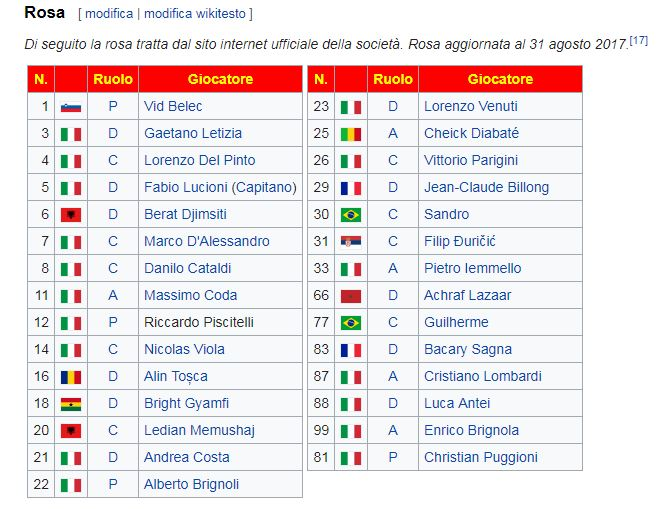 Rosa [ modifica | modifica wikitesto ]
Di seguito la rosa tratta dal sito internet ufficiale della società. Rosa aggiornata al 31 agosto 2017.[17]
N. Ruolo Giocatore
1 P Vid Belec
3 D Gaetano Letizia
4 C Lorenzo Del Pinto
5 D Fabio Lucioni (Capitano)
6 D Berat Djimsiti
7 C Marco D'Alessandro
8 C Danilo Cataldi
11 A Massimo Coda
12 P Riccardo Piscitelli
14 C Nicolas Viola
16 D Alin Toșca
18 D Bright Gyamfi
20 C Ledian Memushaj
21 D Andrea Costa
22 P Alberto Brignoli
N. Ruolo Giocatore
23 D Lorenzo Venuti
25 A Cheick Diabaté
26 C Vittorio Parigini
29 D Jean-Claude Billong
30 C Sandro
31 C Filip Đuričić
33 A Pietro Iemmello
66 D Achraf Lazaar
77 C Guilherme
83 D Bacary Sagna
87 A Cristiano Lombardi
88 D Luca Antei
99 A Enrico Brignola
81 P Christian Puggioni